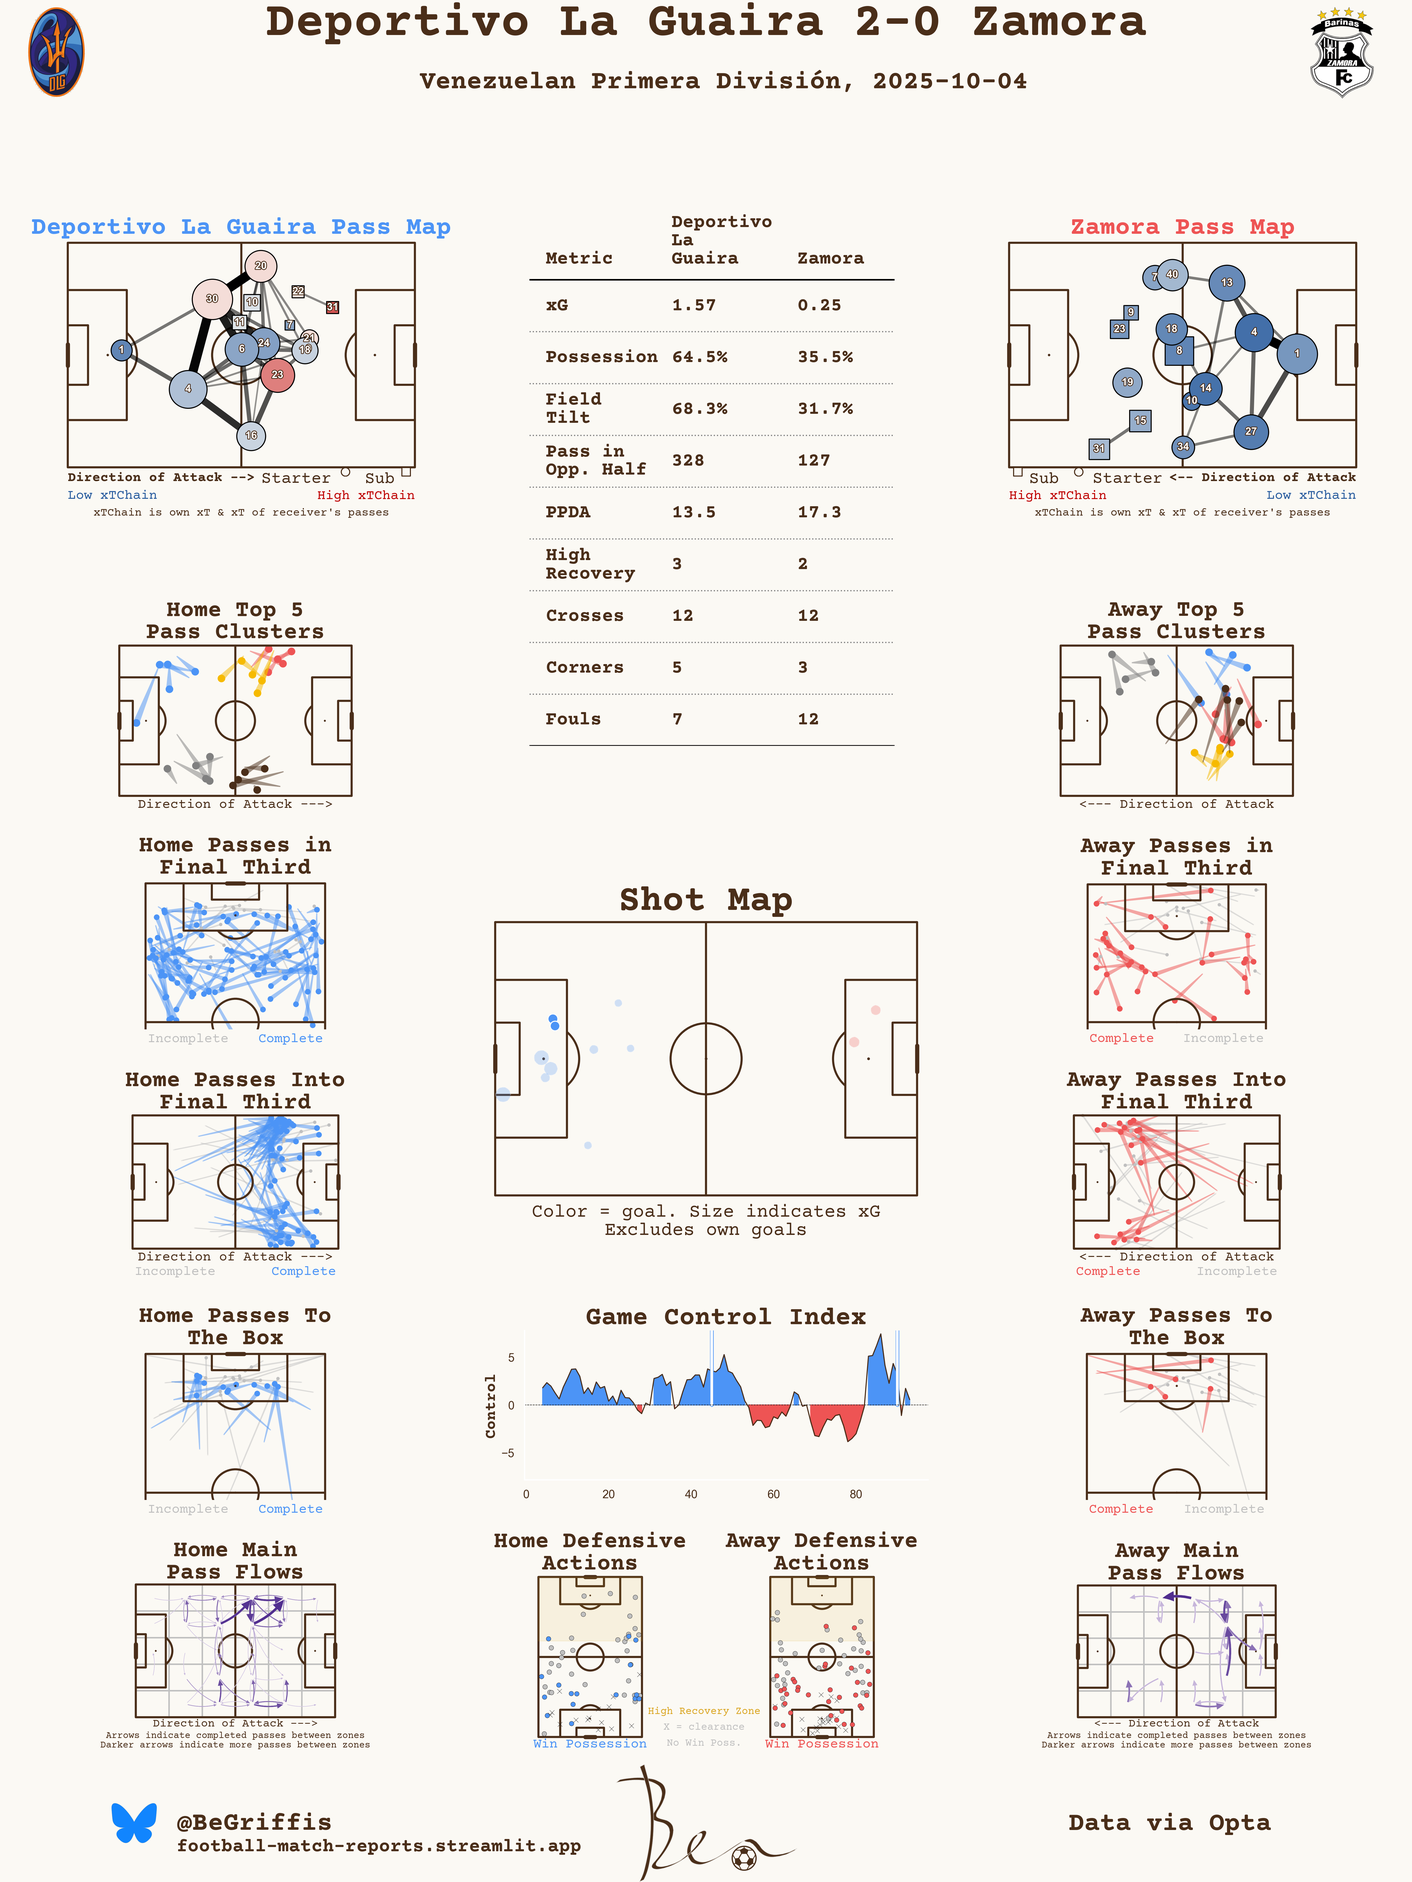 Deportivo La Guaira 2-0 Zamora
Venezuelan Primera División, 2025-10-04
DLG
Barinas
ZAMORA
FC
Deportivo La Guaira Pass Map
20
30
22
10
31
11
7
21
24
6
18
1
23
4
16
Direction of Attack --> Starter Sub
Low xTChain High xTChain
xTChain is own xT & xT of receiver's passes
Metric Deportivo La Guaira Zamora
xG 1.57 0.25
Possession 64.5% 35.5%
Field Tilt 68.3% 31.7%
Pass in Opp. Half 328 127
PPDA 13.5 17.3
High Recovery 3 2
Crosses 12 12
Corners 5 3
Fouls 7 12
Zamora Pass Map
7
40
13
9
23
18
4
8
1
19
14
10
15
27
34
31
Sub Starter <-- Direction of Attack
High xTChain Low xTChain
xTChain is own xT & xT of receiver's passes
Home Top 5
Pass Clusters
Direction of Attack --->
Away Top 5
Pass Clusters
<--- Direction of Attack
Home Passes in
Final Third
Incomplete Complete
Away Passes in
Final Third
Complete Incomplete
Shot Map
Color = goal. Size indicates xG
Excludes own goals
Home Passes Into
Final Third
Direction of Attack --->
Incomplete Complete
Away Passes Into
Final Third
<--- Direction of Attack
Complete Incomplete
Home Passes To
The Box
Incomplete Complete
Game Control Index
Control
5
0
−5
0 20 40 60 80
Away Passes To
The Box
Complete Incomplete
Home Main
Pass Flows
Direction of Attack --->
Arrows indicate completed passes between zones
Darker arrows indicate more passes between zones
Home Defensive
Actions
Win Possession
High Recovery Zone
X = clearance
No Win Poss.
Away Defensive
Actions
Win Possession
Away Main
Pass Flows
<--- Direction of Attack
Arrows indicate completed passes between zones
Darker arrows indicate more passes between zones
@BeGriffis
football-match-reports.streamlit.app
Ben
Data via Opta